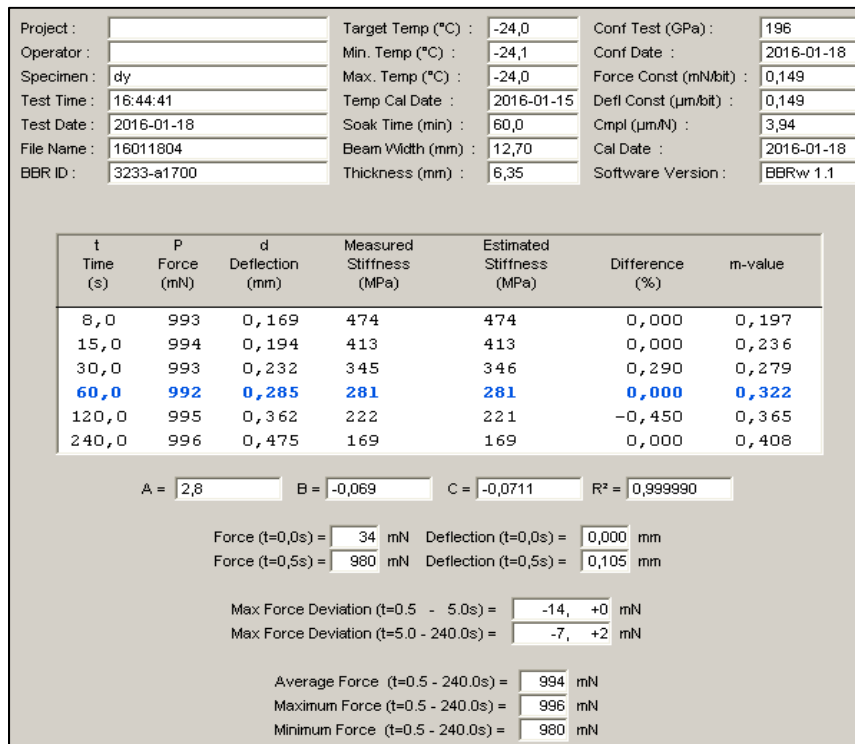 Project : Target Temp (°C) : -24,0 Conf Test (GPa) : 196
Operator : Min. Temp (°C) : -24,1 Conf Date : 2016-01-18
Specimen : dy Max. Temp (°C) : -24,0 Force Const (mN/bit) : 0,149
Test Time : 16:44:41 Temp Cal Date : 2016-01-15 Defl Const (µm/bit) : 0,149
Test Date : 2016-01-18 Soak Time (min) : 60,0 Cmpl (µm/N) : 3,94
File Name : 16011804 Beam Width (mm) : 12,70 Cal Date : 2016-01-18
BBR ID : 3233-a1700 Thickness (mm) : 6,35 Software Version : BBRw 1.1
t P d Measured Estimated
Time Force Deflection Stiffness Stiffness Difference m-value
(s) (mN) (mm) (MPa) (MPa) (%)
8,0 993 0,169 474 474 0,000 0,197
15,0 994 0,194 413 413 0,000 0,236
30,0 993 0,232 345 346 0,290 0,279
60,0 992 0,285 281 281 0,000 0,322
120,0 995 0,362 222 221 -0,450 0,365
240,0 996 0,475 169 169 0,000 0,408
A = 2,8 B = -0,069 C = -0,0711 R² = 0,999990
Force (t=0,0s) = 34 mN Deflection (t=0,0s) = 0,000 mm
Force (t=0,5s) = 980 mN Deflection (t=0,5s) = 0,105 mm
Max Force Deviation (t=0.5 - 5.0s) = -14, +0 mN
Max Force Deviation (t=5.0 - 240.0s) = -7, +2 mN
Average Force (t=0.5 - 240.0s) = 994 mN
Maximum Force (t=0.5 - 240.0s) = 996 mN
Minimum Force (t=0.5 - 240.0s) = 980 mN